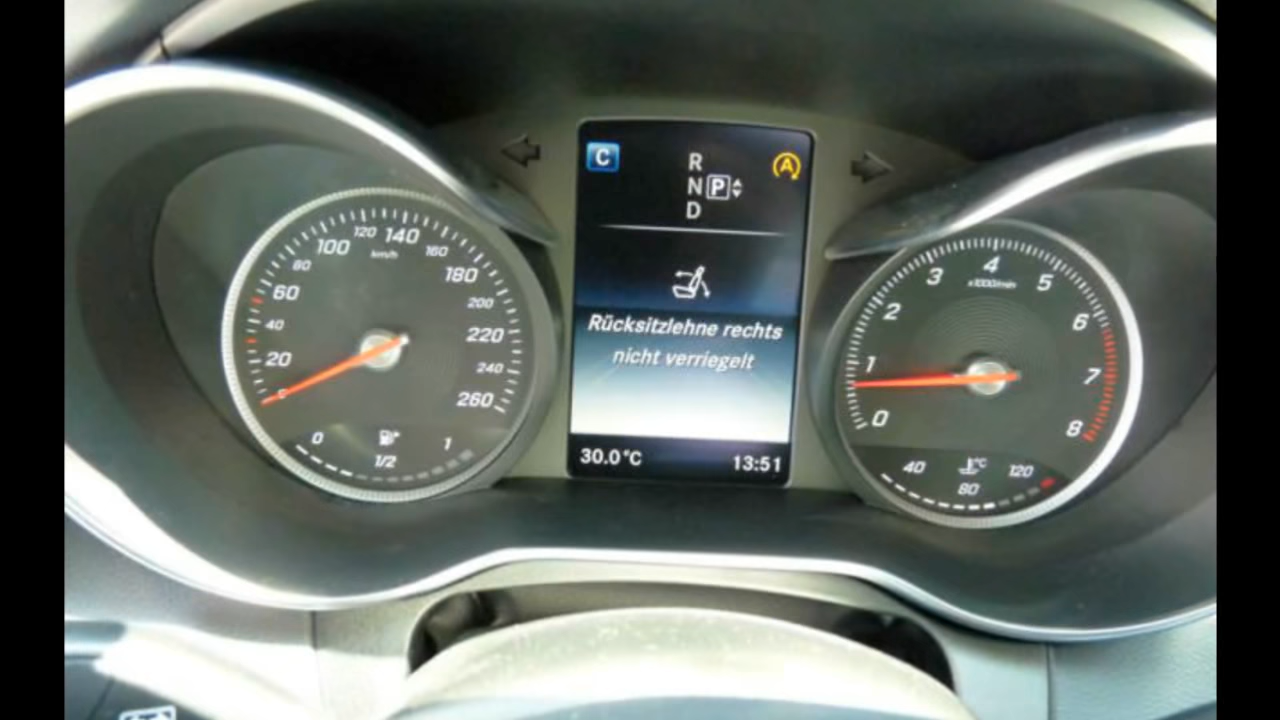 C
R
N P
D
A
Rücksitzlehne rechts
nicht verriegelt
30.0°C
13:51
20
40
60
80
100
120
140
160
180
200
220
240
260
km/h
0
1/2
1
0
1
2
3
4
5
6
7
8
x1000/min
40
80
120
°C